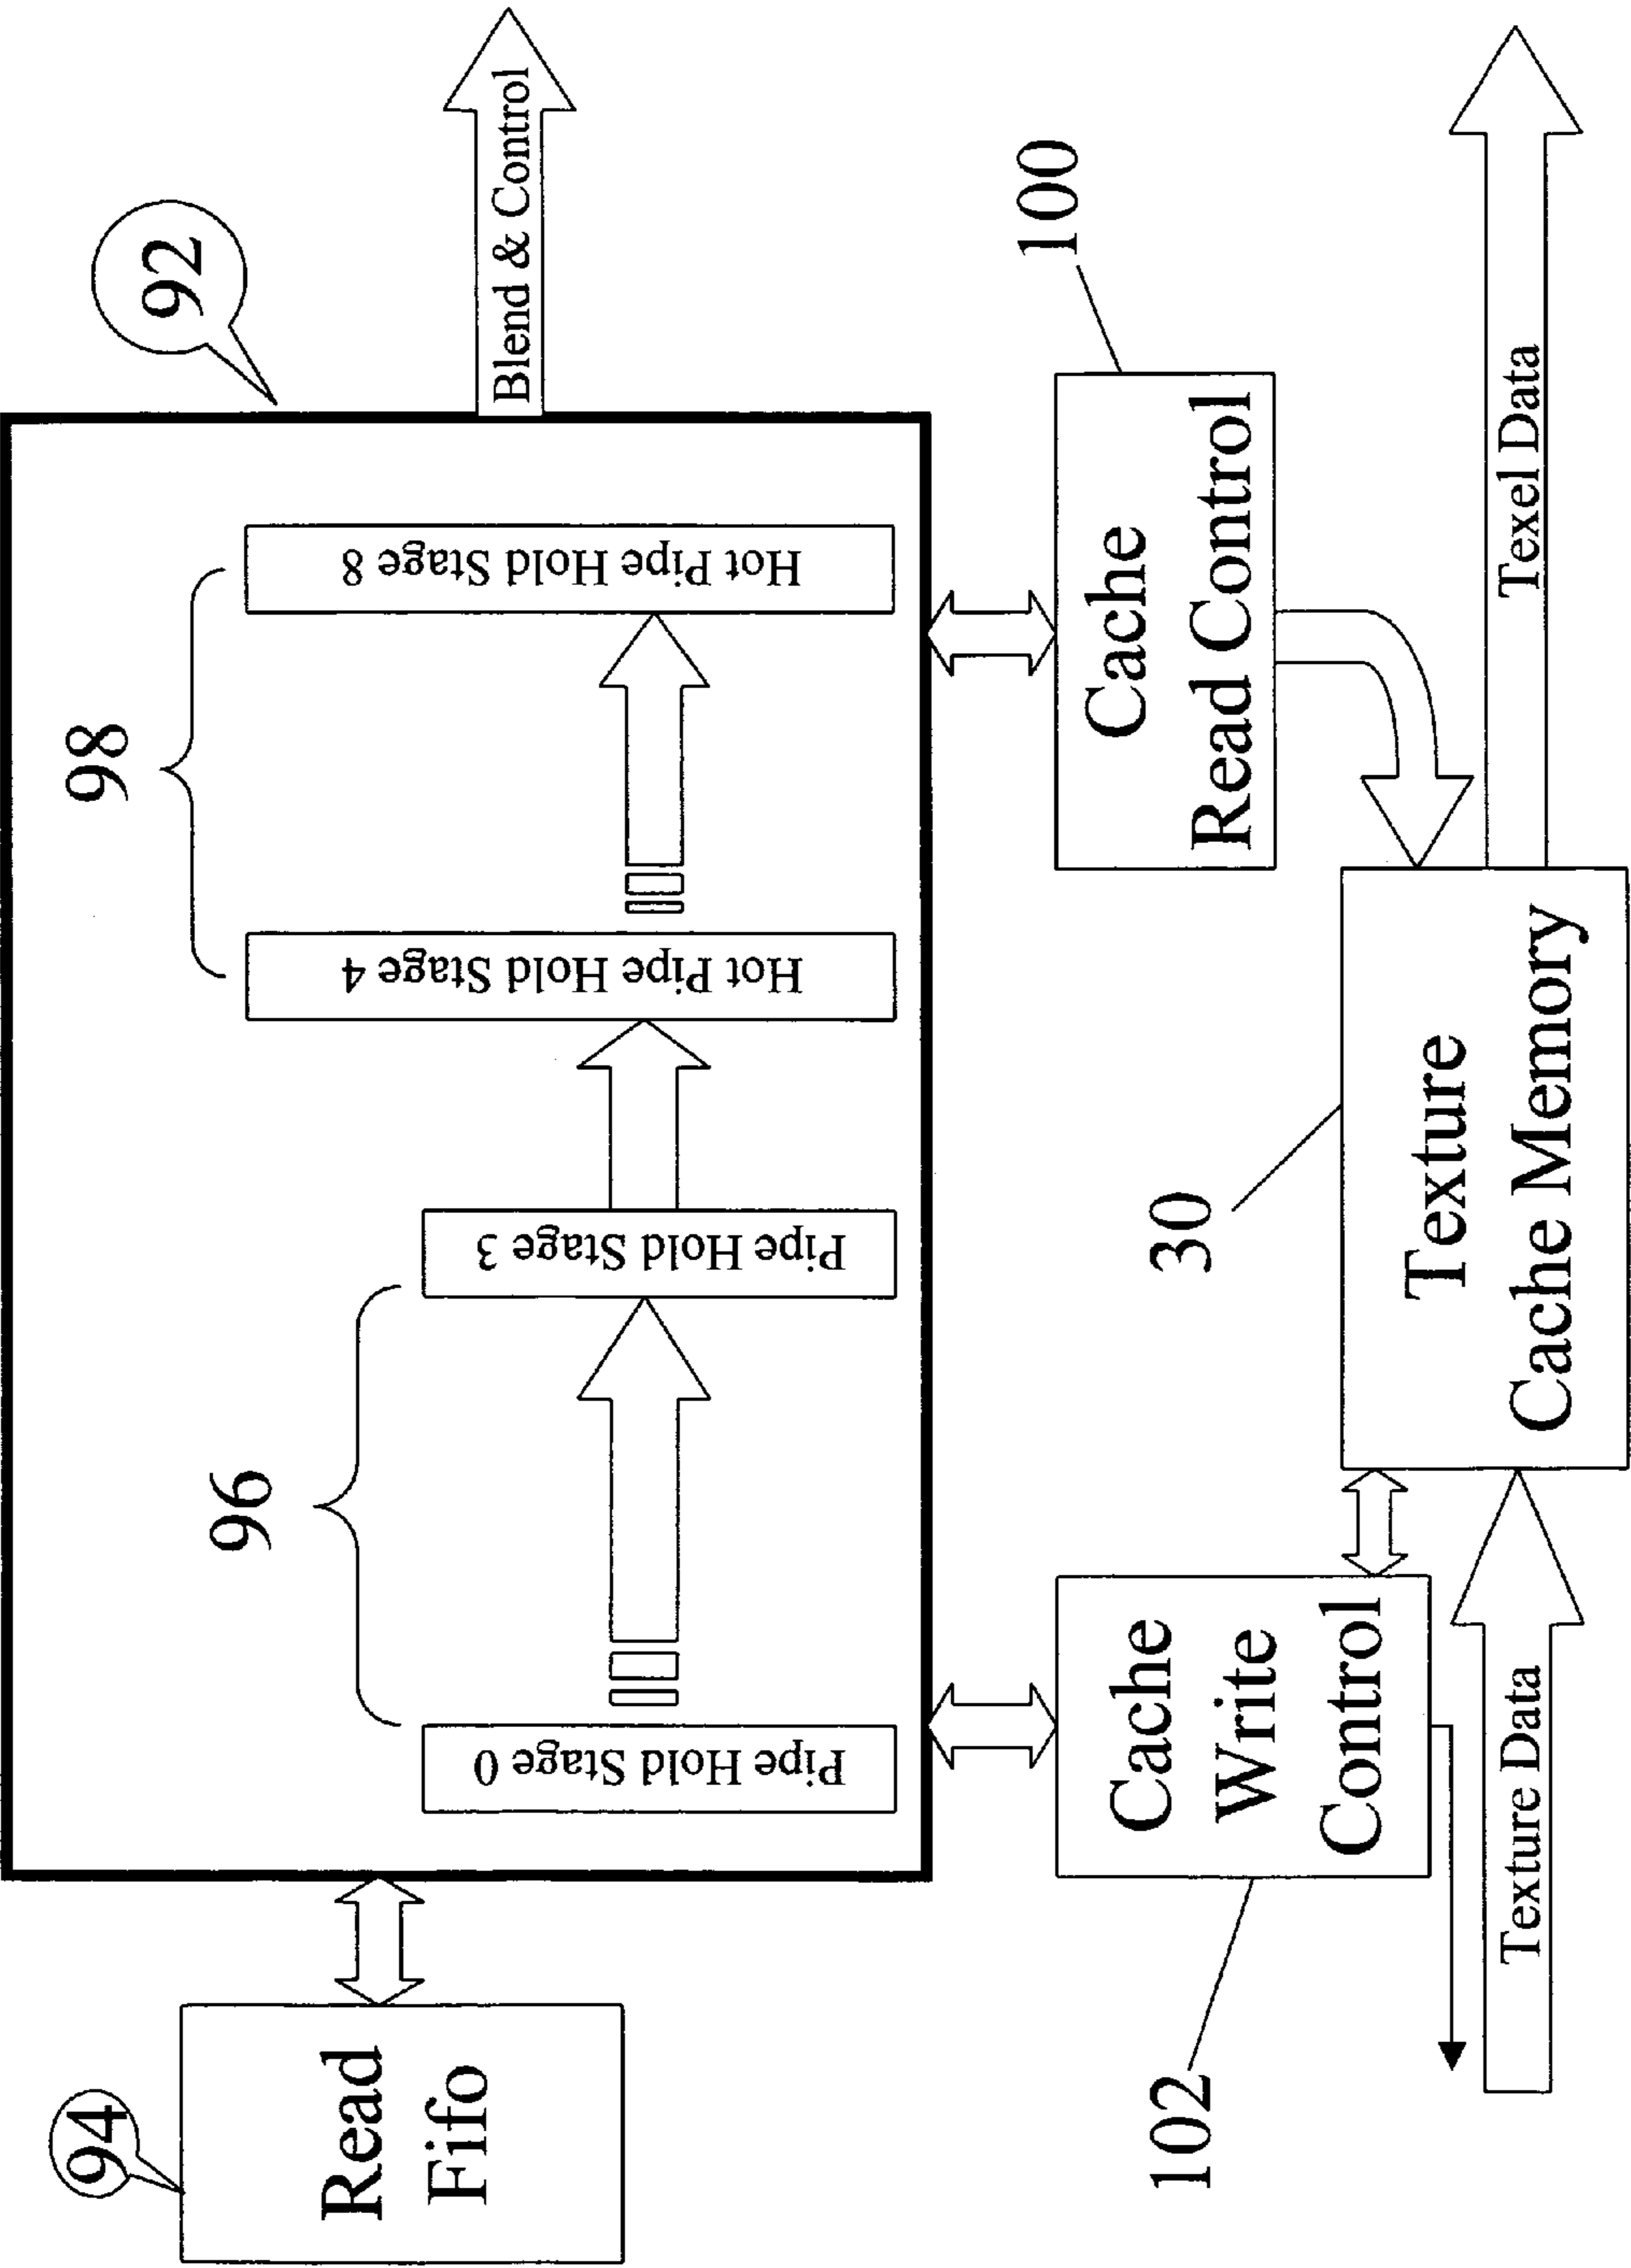 92
94
Read
Fifo
96
98
Pipe Hold Stage 0
Pipe Hold Stage 3
Hot Pipe Hold Stage 4
Hot Pipe Hold Stage 8
Blend & Control
102
Cache
Write
Control
30
100
Cache
Read Control
Texture
Cache Memory
Texture Data
Texel Data